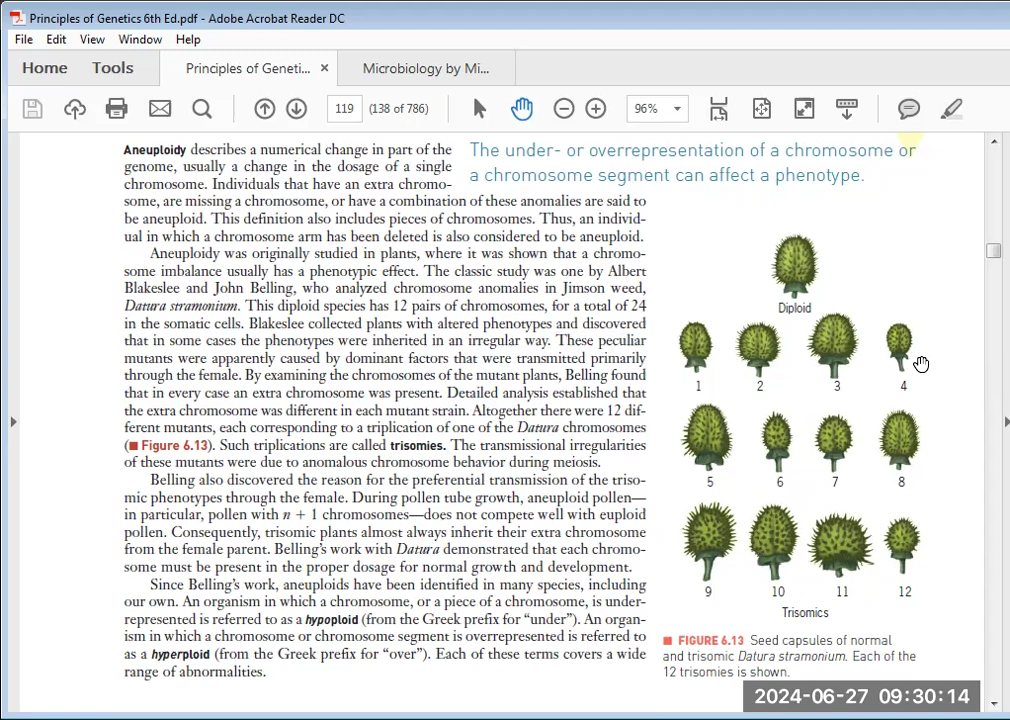 Principles of Genetics 6th Ed.pdf - Adobe Acrobat Reader DC
File Edit View Window Help
Home Tools Principles of Geneti... × Microbiology by Mi...
119 (138 of 786) 96%
Aneuploidy describes a numerical change in part of the
genome, usually a change in the dosage of a single
chromosome. Individuals that have an extra chromo-
some, are missing a chromosome, or have a combination of these anomalies are said to
be aneuploid. This definition also includes pieces of chromosomes. Thus, an individ-
ual in which a chromosome arm has been deleted is also considered to be aneuploid.
Aneuploidy was originally studied in plants, where it was shown that a chromo-
some imbalance usually has a phenotypic effect. The classic study was one by Albert
Blakeslee and John Belling, who analyzed chromosome anomalies in Jimson weed,
Datura stramonium. This diploid species has 12 pairs of chromosomes, for a total of 24
in the somatic cells. Blakeslee collected plants with altered phenotypes and discovered
that in some cases the phenotypes were inherited in an irregular way. These peculiar
mutants were apparently caused by dominant factors that were transmitted primarily
through the female. By examining the chromosomes of the mutant plants, Belling found
that in every case an extra chromosome was present. Detailed analysis established that
the extra chromosome was different in each mutant strain. Altogether there were 12 dif-
ferent mutants, each corresponding to a triplication of one of the Datura chromosomes
(■ Figure 6.13). Such triplications are called trisomies. The transmissional irregularities
of these mutants were due to anomalous chromosome behavior during meiosis.
Belling also discovered the reason for the preferential transmission of the triso-
mic phenotypes through the female. During pollen tube growth, aneuploid pollen—
in particular, pollen with n + 1 chromosomes—does not compete well with euploid
pollen. Consequently, trisomic plants almost always inherit their extra chromosome
from the female parent. Belling's work with Datura demonstrated that each chromo-
some must be present in the proper dosage for normal growth and development.
Since Belling's work, aneuploids have been identified in many species, including
our own. An organism in which a chromosome, or a piece of a chromosome, is under-
represented is referred to as a hypoploid (from the Greek prefix for "under"). An organ-
ism in which a chromosome or chromosome segment is overrepresented is referred to
as a hyperploid (from the Greek prefix for "over"). Each of these terms covers a wide
range of abnormalities.
The under- or overrepresentation of a chromosome or
a chromosome segment can affect a phenotype.
Diploid
1 2 3 4
5 6 7 8
9 10 11 12
Trisomics
■ FIGURE 6.13 Seed capsules of normal
and trisomic Datura stramonium. Each of the
12 trisomies is shown.
2024-06-27 09:30:14